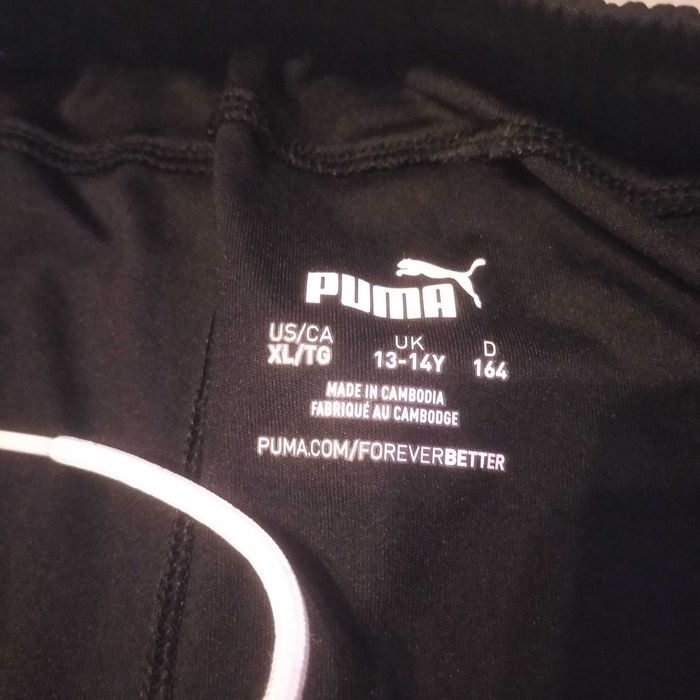 PUMA
US/CA UK D
XL/TG 13-14Y 164
MADE IN CAMBODIA
FABRIQUÉ AU CAMBODGE
PUMA.COM/FOREVERBETTER